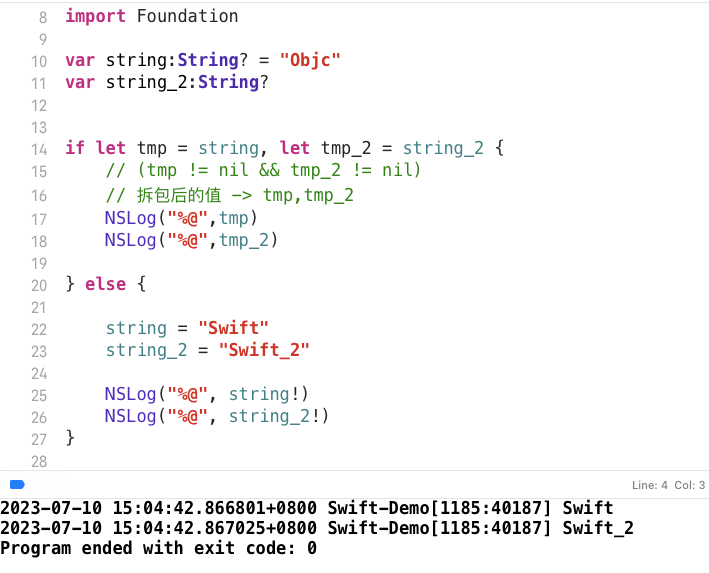 8 import Foundation
9
10 var string:String? = "Objc"
11 var string_2:String?
12
13
14 if let tmp = string, let tmp_2 = string_2 {
15     // (tmp != nil && tmp_2 != nil)
16     // 拆包后的值 -> tmp,tmp_2
17     NSLog("%@",tmp)
18     NSLog("%@",tmp_2)
19
20 } else {
21
22     string = "Swift"
23     string_2 = "Swift_2"
24
25     NSLog("%@", string!)
26     NSLog("%@", string_2!)
27 }
28
Line: 4 Col: 3
2023-07-10 15:04:42.866801+0800 Swift-Demo[1185:40187] Swift
2023-07-10 15:04:42.867025+0800 Swift-Demo[1185:40187] Swift_2
Program ended with exit code: 0